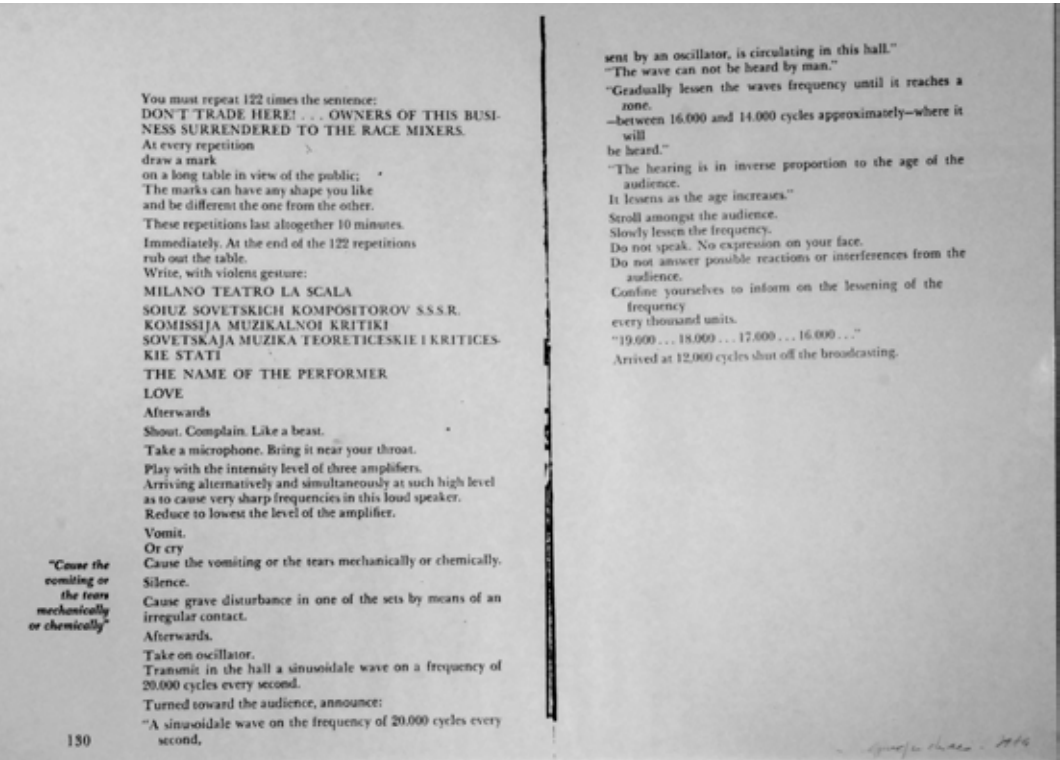 You must repeat 122 times the sentence:
DON'T TRADE HERE! . . . OWNERS OF THIS BUSI-
NESS SURRENDERED TO THE RACE MIXERS.
At every repetition
draw a mark
on a long table in view of the public;
The marks can have any shape you like
and be different the one from the other.
These repetitions last altogether 10 minutes.
Immediately. At the end of the 122 repetitions
rub out the table.
Write, with violent gesture:
MILANO TEATRO LA SCALA
SOIUZ SOVETSKICH KOMPOSITOROV S.S.S.R.
KOMISSIJA MUZIKALNOI KRITIKI
SOVETSKAJA MUZIKA TEORETICESKIE I KRITICES-
KIE STATI
THE NAME OF THE PERFORMER
LOVE
Afterwards
Shout. Complain. Like a beast.
Take a microphone. Bring it near your throat.
Play with the intensity level of three amplifiers.
Arriving alternatively and simultaneously at such high level
as to cause very sharp frequencies in this loud speaker.
Reduce to lowest the level of the amplifier.
Vomit.
Or cry
Cause the vomiting or the tears mechanically or chemically.
Silence.
Cause grave disturbance in one of the sets by means of an
irregular contact.
Afterwards.
Take on oscillator.
Transmit in the hall a sinusoidale wave on a frequency of
20.000 cycles every second.
Turned toward the audience, announce:
"A sinusoidale wave on the frequency of 20.000 cycles every
second,
"Cause the
vomiting or
the tears
mechanically
or chemically"
130
sent by an oscillator, is circulating in this hall."
"The wave can not be heard by man."
"Gradually lessen the waves frequency until it reaches a
zone.
—between 16.000 and 14.000 cycles approximately—where it
will
be heard."
"The hearing is in inverse proportion to the age of the
audience.
It lessens as the age increases."
Stroll amongst the audience.
Slowly lessen the frequency.
Do not speak. No expression on your face.
Do not answer possible reactions or interferences from the
audience.
Confine yourselves to inform on the lessening of the
frequency
every thousand units.
"19.000 . . . 18.000 . . . 17.000 . . . 16.000 . . ."
Arrived at 12,000 cycles shut off the broadcasting.